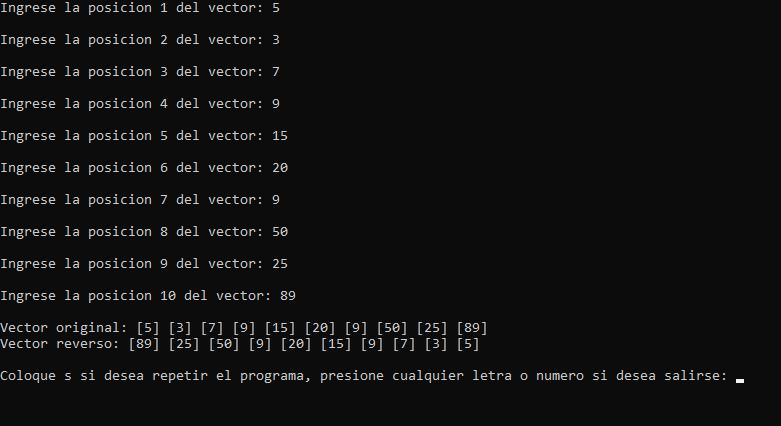 Ingrese la posicion 1 del vector: 5
Ingrese la posicion 2 del vector: 3
Ingrese la posicion 3 del vector: 7
Ingrese la posicion 4 del vector: 9
Ingrese la posicion 5 del vector: 15
Ingrese la posicion 6 del vector: 20
Ingrese la posicion 7 del vector: 9
Ingrese la posicion 8 del vector: 50
Ingrese la posicion 9 del vector: 25
Ingrese la posicion 10 del vector: 89
Vector original: [5] [3] [7] [9] [15] [20] [9] [50] [25] [89]
Vector reverso: [89] [25] [50] [9] [20] [15] [9] [7] [3] [5]
Coloque s si desea repetir el programa, presione cualquier letra o numero si desea salirse: